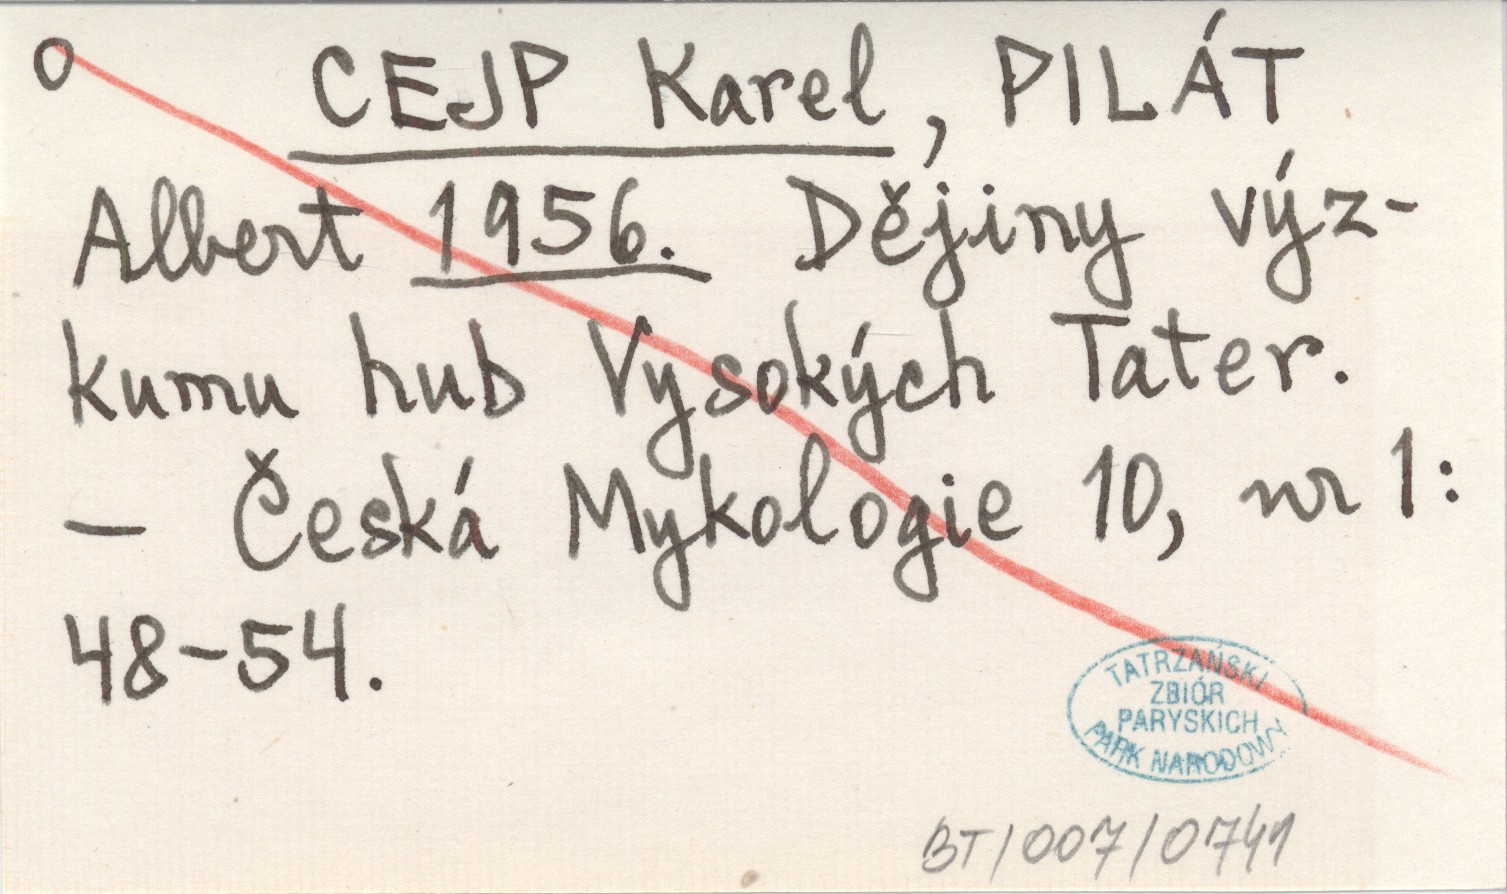 O CEJP Karel, PILÁT
Albert 1956. Dějiny výz-
kumu hub Vysokých Tater.
— Česká Mykologie 10, nr 1:
48-54.
TATRZAŃSKI
ZBIÓR
PARYSKICH
PARK NARODOWY
BT/007/0741